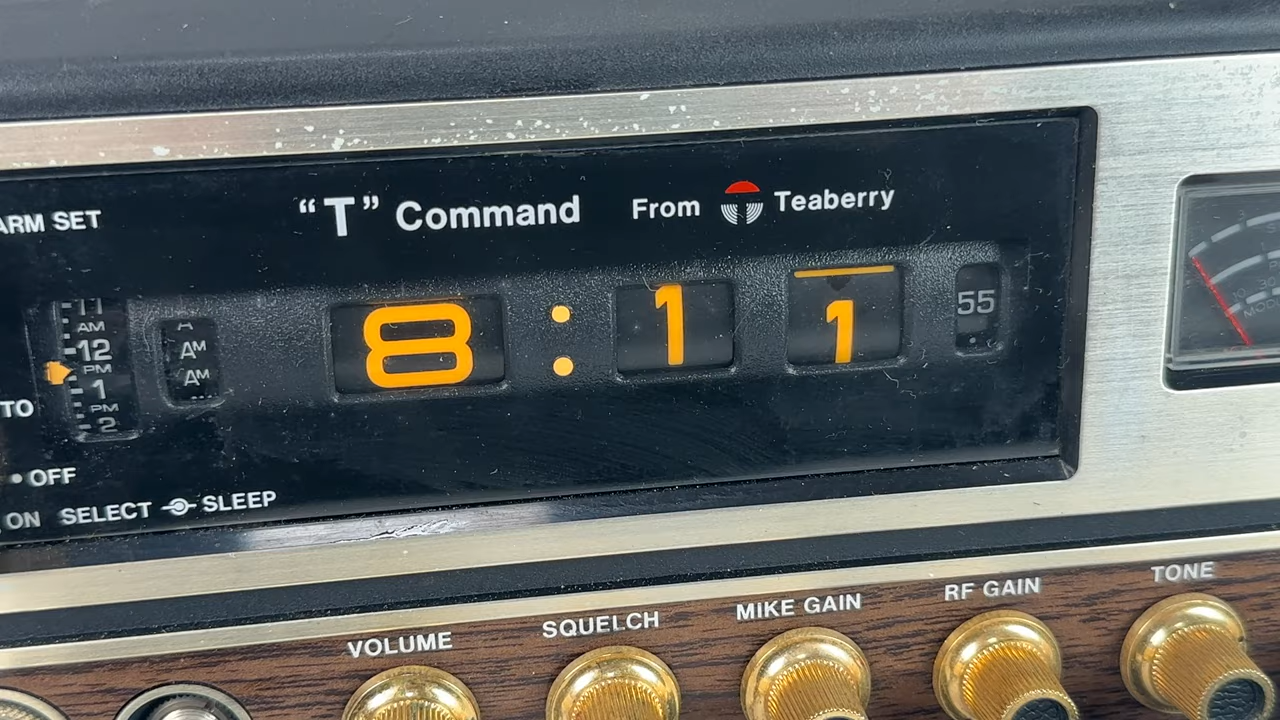 “T” Command From Teaberry
ARM SET
11
AM
12
PM
1
PM
2
AM
AM
8:11
55
TO
• OFF
ON SELECT SLEEP
VOLUME SQUELCH MIKE GAIN RF GAIN TONE